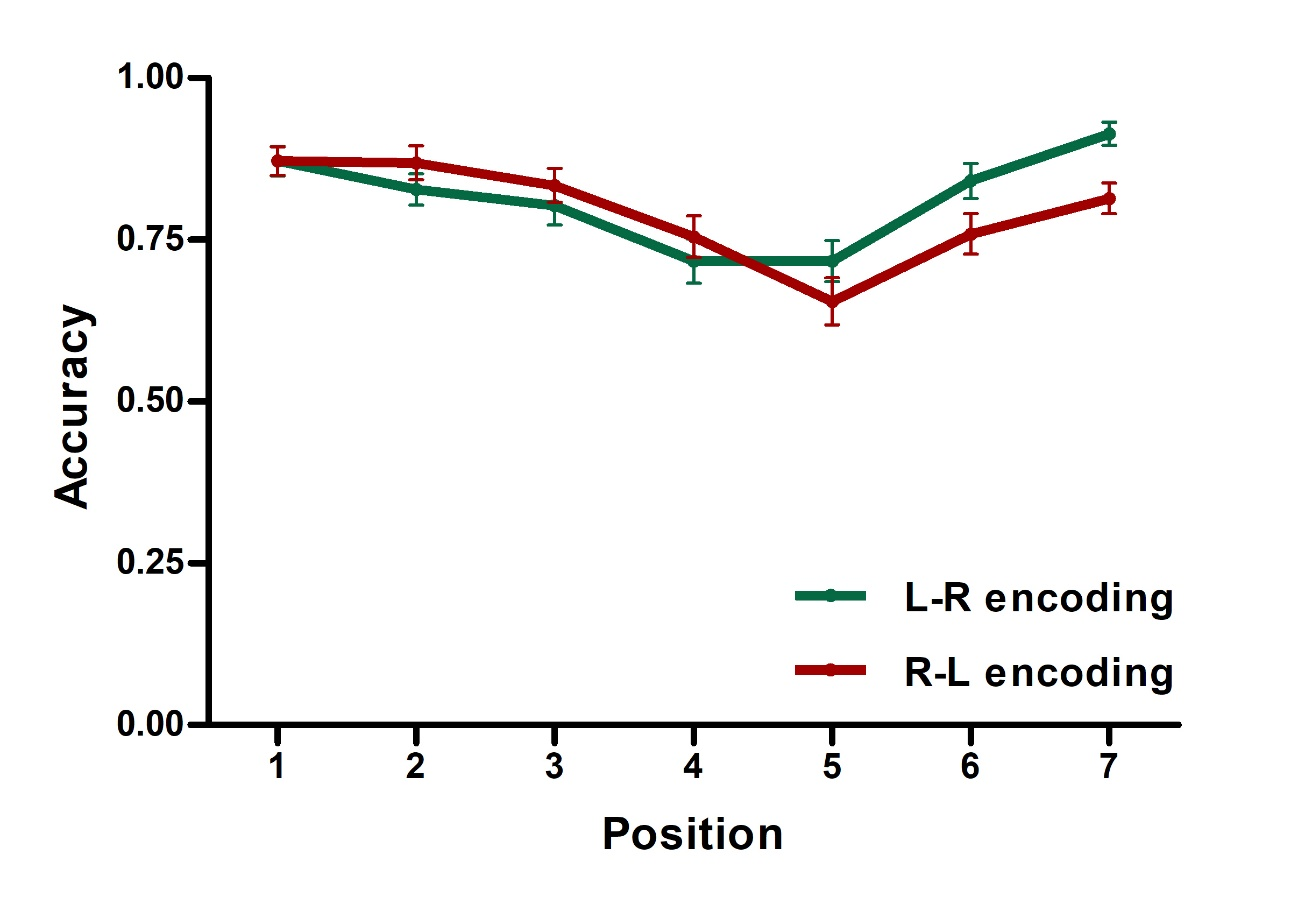 1.00
0.75
0.50
0.25
0.00
Accuracy
L-R encoding
R-L encoding
1 2 3 4 5 6 7
Position